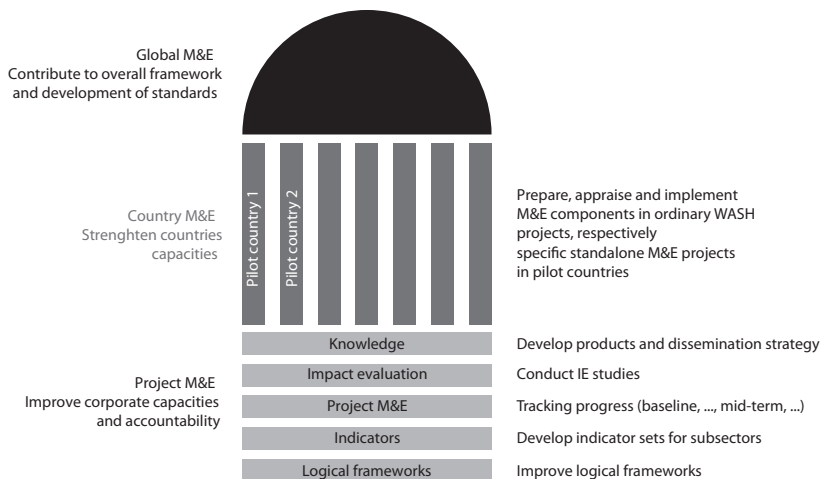 Global M&E
Contribute to overall framework
and development of standards
Country M&E
Strenghten countries
capacities
Pilot country 1
Pilot country 2
Prepare, appraise and implement
M&E components in ordinary WASH
projects, respectively
specific standalone M&E projects
in pilot countries
Project M&E
Improve corporate capacities
and accountability
Knowledge
Develop products and dissemination strategy
Impact evaluation
Conduct IE studies
Project M&E
Tracking progress (baseline, ..., mid-term, ...)
Indicators
Develop indicator sets for subsectors
Logical frameworks
Improve logical frameworks